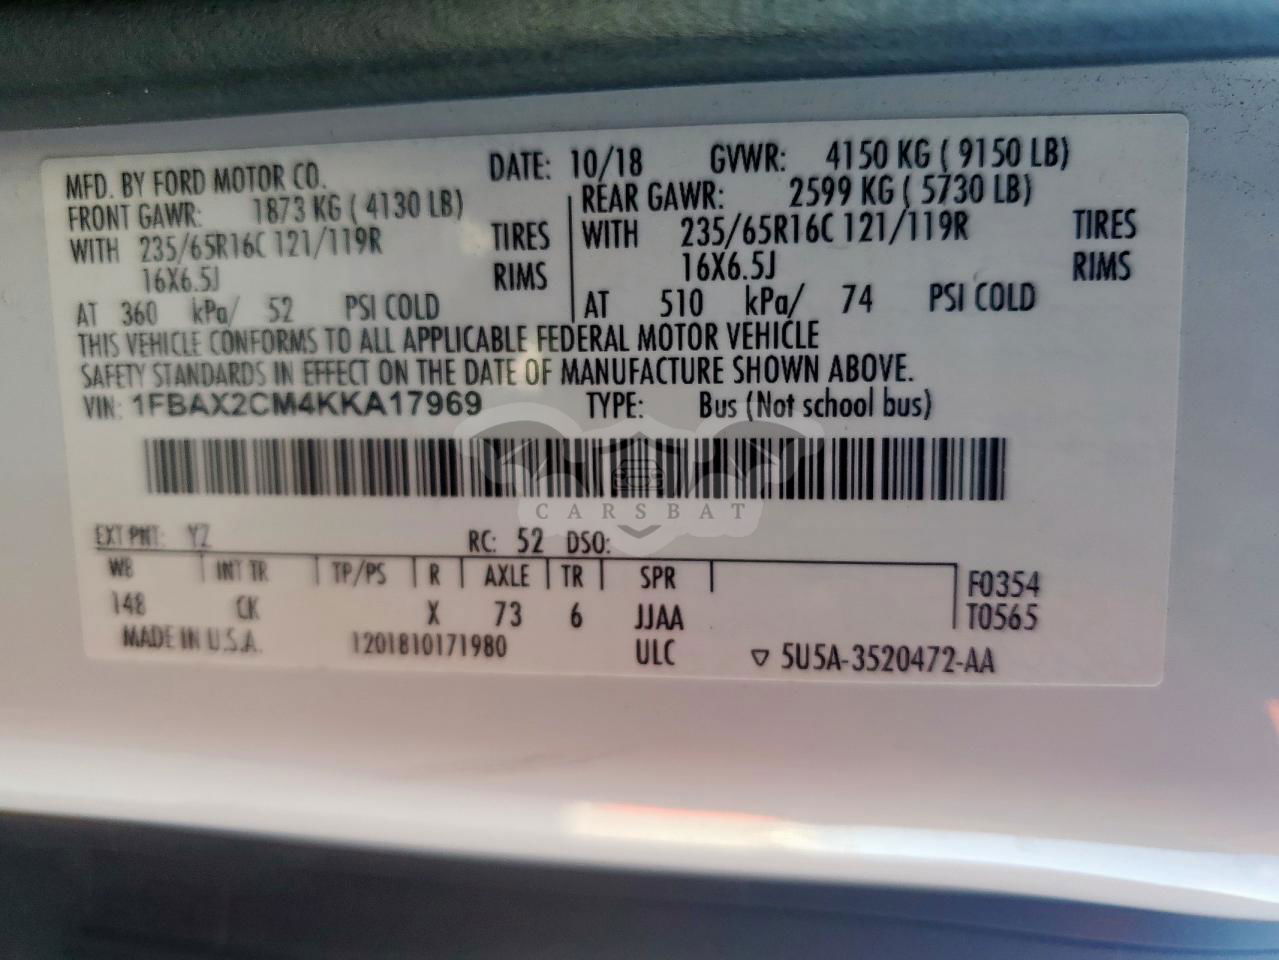 MFD. BY FORD MOTOR CO. DATE: 10/18 GVWR: 4150 KG ( 9150 LB)
FRONT GAWR: 1873 KG ( 4130 LB) REAR GAWR: 2599 KG ( 5730 LB)
WITH 235/65R16C 121/119R TIRES WITH 235/65R16C 121/119R TIRES
16X6.5J RIMS 16X6.5J RIMS
AT 360 kPa/ 52 PSI COLD AT 510 kPa/ 74 PSI COLD
THIS VEHICLE CONFORMS TO ALL APPLICABLE FEDERAL MOTOR VEHICLE
SAFETY STANDARDS IN EFFECT ON THE DATE OF MANUFACTURE SHOWN ABOVE.
VIN: 1FBAX2CM4KKA17969 TYPE: Bus (Not school bus)
CARSBAT
EXT PNT: YZ RC: 52 DSO:
WB INT TR TP/PS R AXLE TR SPR F0354
148 CK X 73 6 JJAA T0565
MADE IN U.S.A. 1201810171980 ULC ▽ 5U5A-3520472-AA